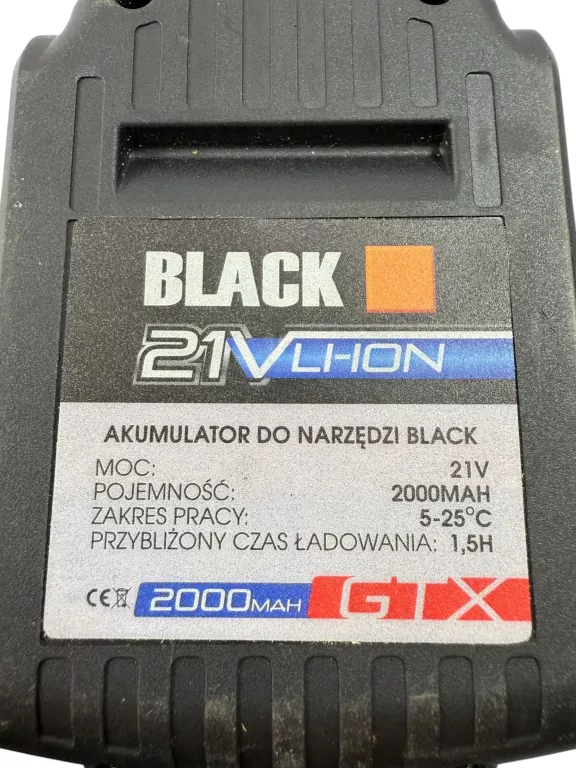 BLACK
21V LI-ION
AKUMULATOR DO NARZĘDZI BLACK
MOC: 21V
POJEMNOŚĆ: 2000MAH
ZAKRES PRACY: 5-25°C
PRZYBLIŻONY CZAS ŁADOWANIA: 1,5H
CE 2000MAH GTX